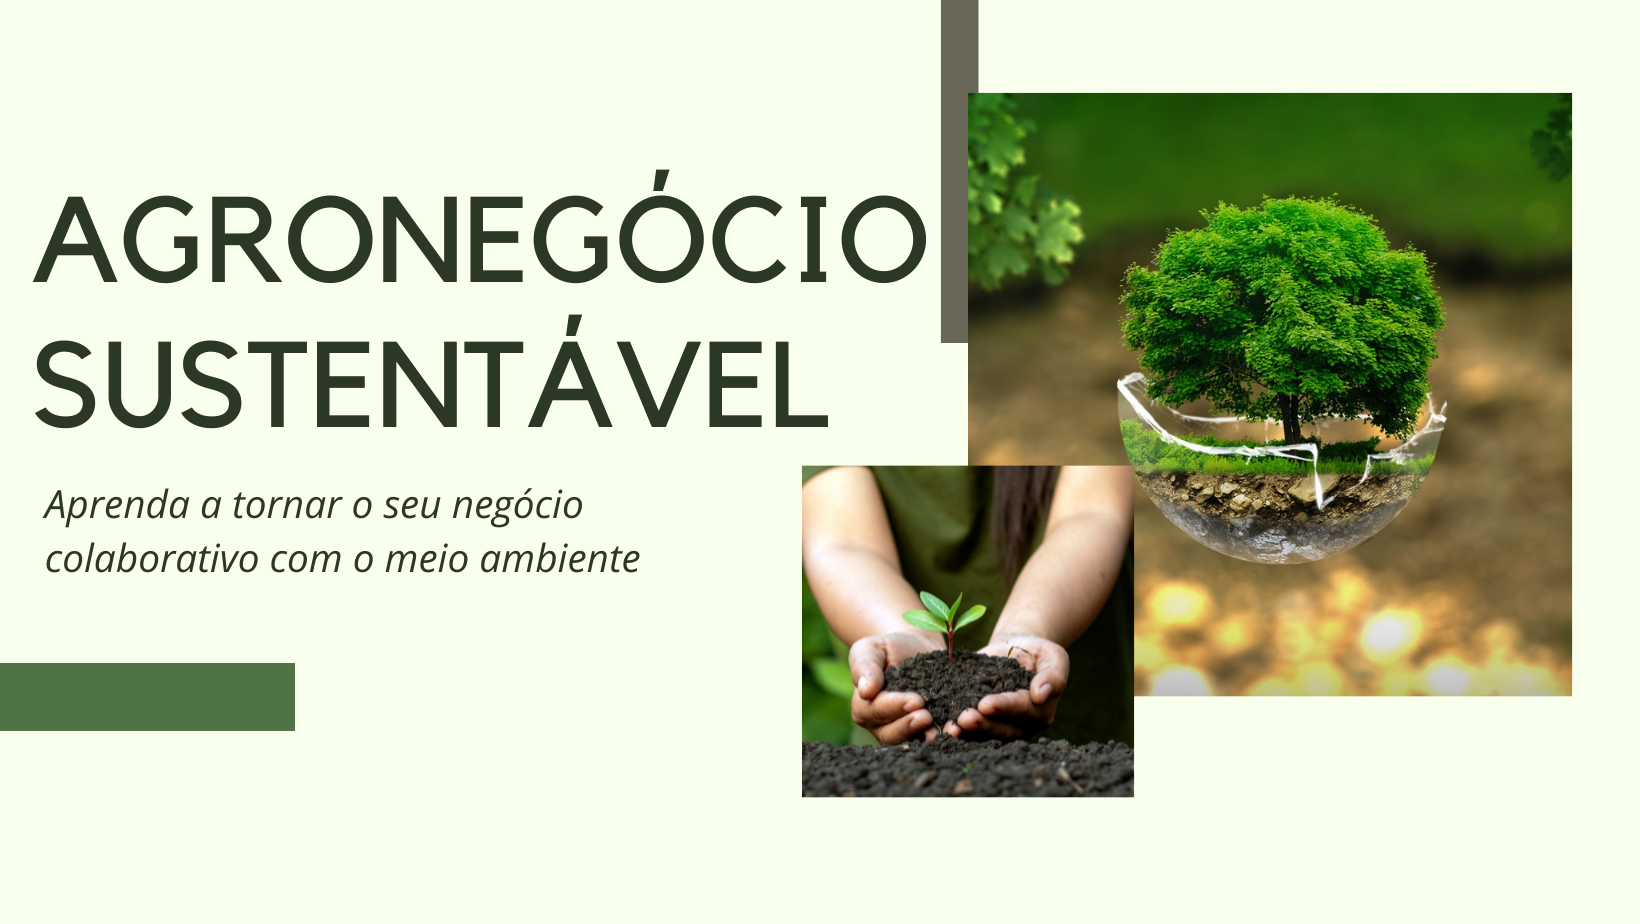 AGRONEGÓCIO
SUSTENTÁVEL
Aprenda a tornar o seu negócio
colaborativo com o meio ambiente